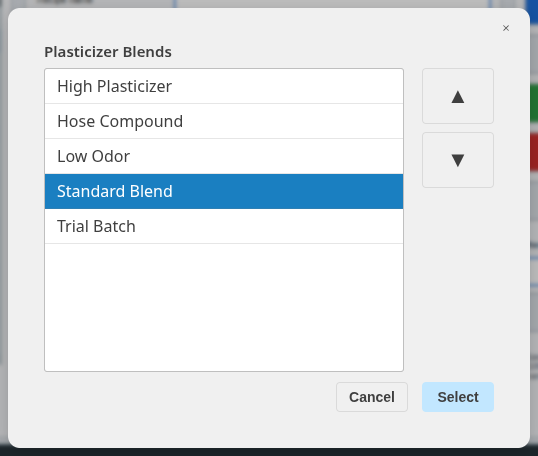 ×
Plasticizer Blends
High Plasticizer
Hose Compound
Low Odor
Standard Blend
Trial Batch
▲
▼
Cancel
Select